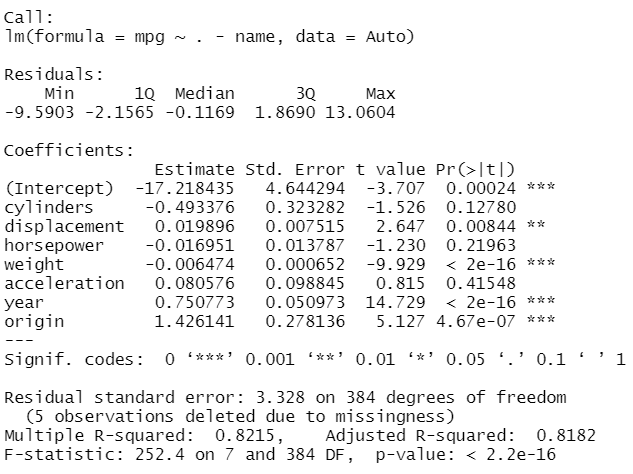 Call:
lm(formula = mpg ~ . - name, data = Auto)
Residuals:
Min 1Q Median 3Q Max
-9.5903 -2.1565 -0.1169 1.8690 13.0604
Coefficients:
Estimate Std. Error t value Pr(>|t|)
(Intercept) -17.218435 4.644294 -3.707 0.00024 ***
cylinders -0.493376 0.323282 -1.526 0.12780
displacement 0.019896 0.007515 2.647 0.00844 **
horsepower -0.016951 0.013787 -1.230 0.21963
weight -0.006474 0.000652 -9.929 < 2e-16 ***
acceleration 0.080576 0.098845 0.815 0.41548
year 0.750773 0.050973 14.729 < 2e-16 ***
origin 1.426141 0.278136 5.127 4.67e-07 ***
---
Signif. codes: 0 ‘***’ 0.001 ‘**’ 0.01 ‘*’ 0.05 ‘.’ 0.1 ‘ ’ 1
Residual standard error: 3.328 on 384 degrees of freedom
(5 observations deleted due to missingness)
Multiple R-squared: 0.8215, Adjusted R-squared: 0.8182
F-statistic: 252.4 on 7 and 384 DF, p-value: < 2.2e-16